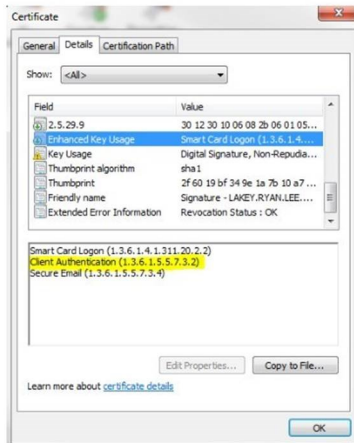 Certificate
General Details Certification Path
Show: <All>
Field Value
2.5.29.9 30 12 30 10 06 08 2b 06 01 05...
Enhanced Key Usage Smart Card Logon (1.3.6.1.4....
Key Usage Digital Signature, Non-Repudia...
Thumbprint algorithm sha1
Thumbprint 2f 60 19 bf 34 9e 1a 7b 10 a7 ...
Friendly name Signature - LAKEY.RYAN.LEE....
Extended Error Information Revocation Status : OK
Smart Card Logon (1.3.6.1.4.1.311.20.2.2)
Client Authentication (1.3.6.1.5.5.7.3.2)
Secure Email (1.3.6.1.5.5.7.3.4)
Edit Properties... Copy to File...
Learn more about certificate details
OK